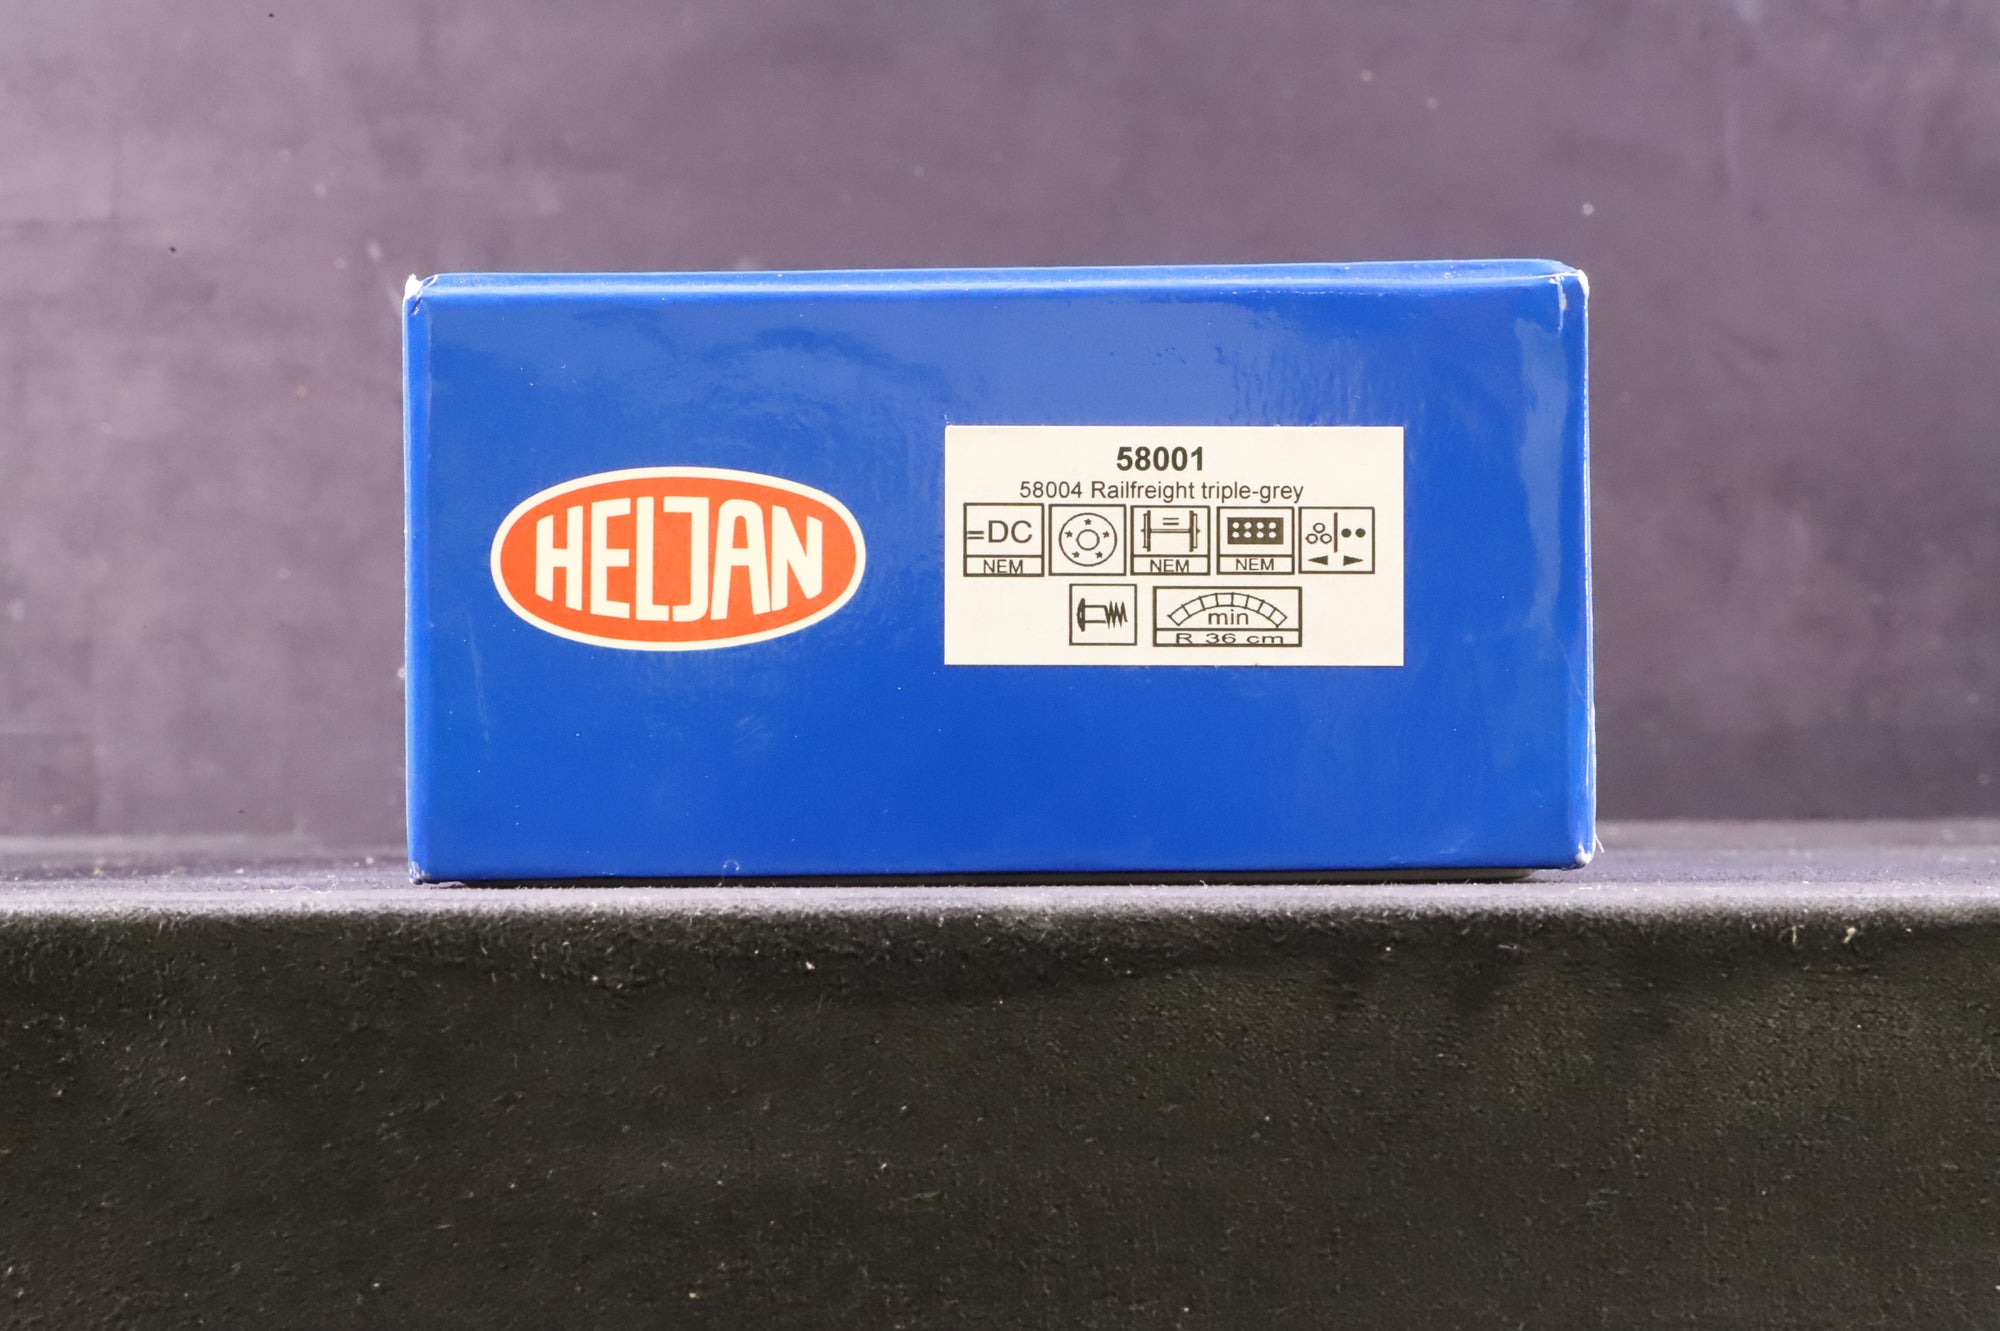 HELJAN
58001
58004 Railfreight triple-grey
=DC
NEM
NEM
NEM
min
R 36 cm